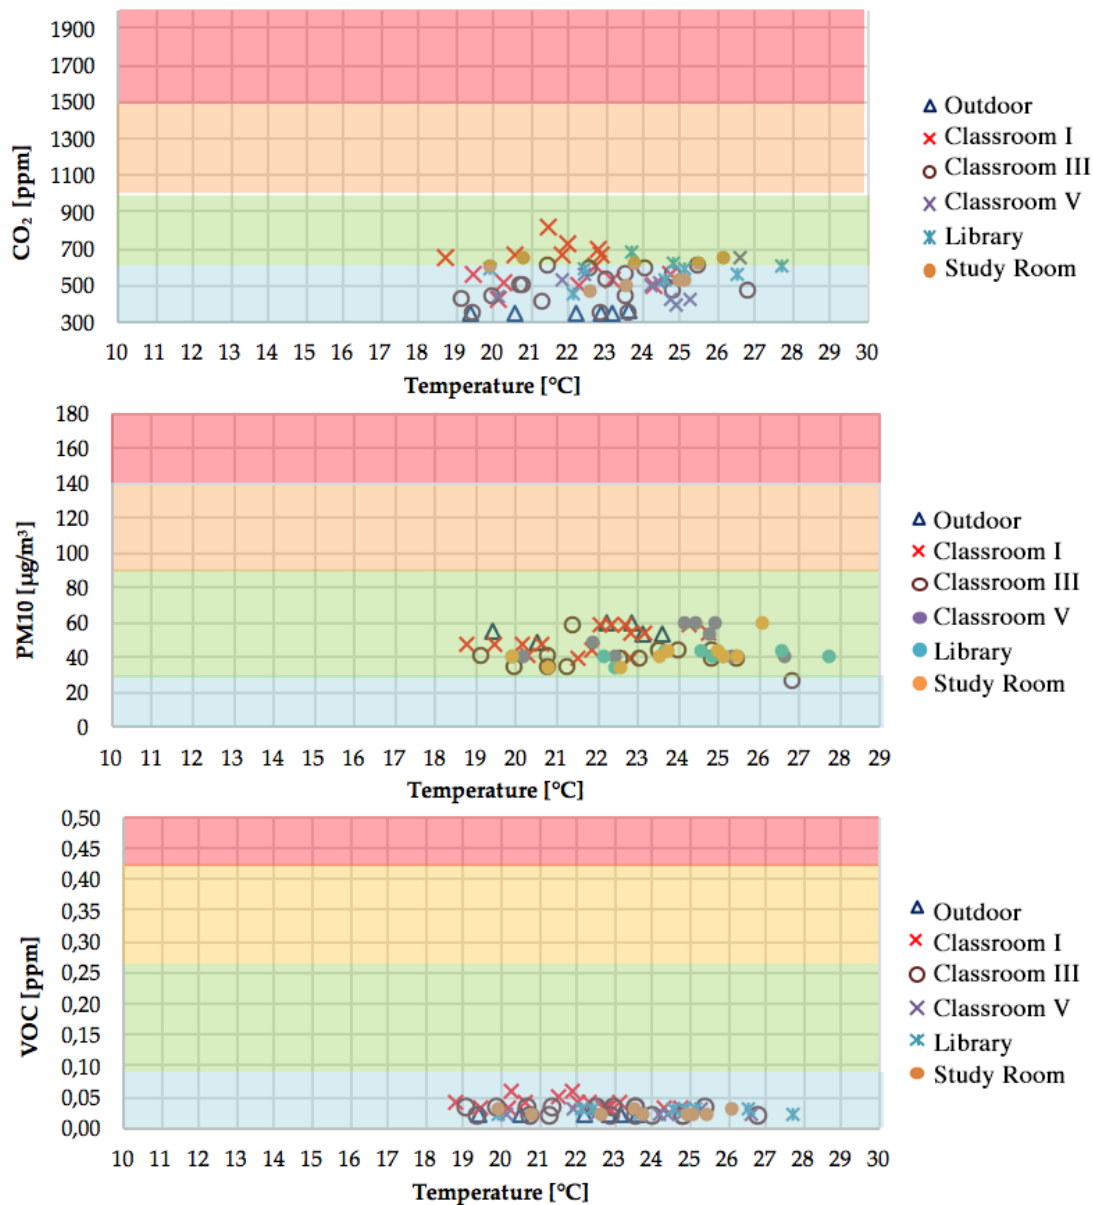 1900
1700
1500
1300
1100
900
700
500
300
CO₂ [ppm]
10 11 12 13 14 15 16 17 18 19 20 21 22 23 24 25 26 27 28 29 30
Temperature [°C]
Outdoor
Classroom I
Classroom III
Classroom V
Library
Study Room
180
160
140
120
100
80
60
40
20
0
PM10 [µg/m³]
10 11 12 13 14 15 16 17 18 19 20 21 22 23 24 25 26 27 28 29
Temperature [°C]
Outdoor
Classroom I
Classroom III
Classroom V
Library
Study Room
0,50
0,45
0,40
0,35
0,30
0,25
0,20
0,15
0,10
0,05
0,00
VOC [ppm]
10 11 12 13 14 15 16 17 18 19 20 21 22 23 24 25 26 27 28 29 30
Temperature [°C]
Outdoor
Classroom I
Classroom III
Classroom V
Library
Study Room